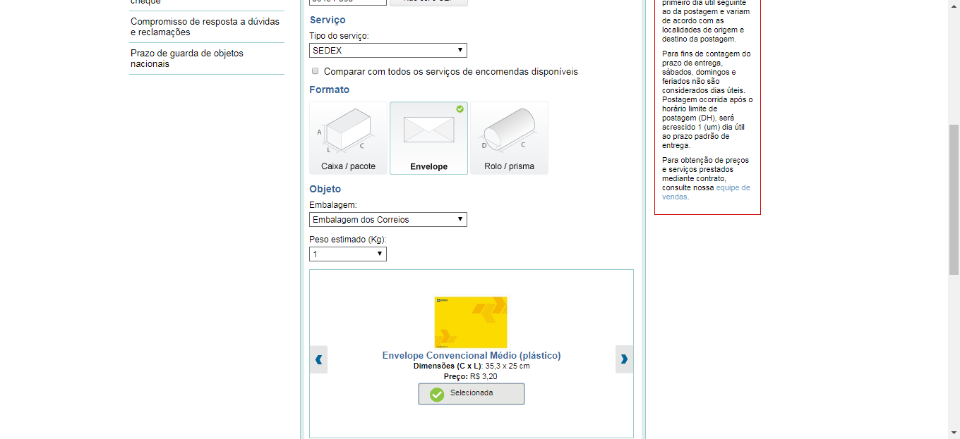 cheque
Compromisso de resposta a dúvidas
e reclamações
Prazo de guarda de objetos
nacionais
Serviço
Tipo do serviço:
SEDEX
Comparar com todos os serviços de encomendas disponíveis
Formato
A
L
C
Caixa / pacote
Envelope
D
C
Rolo / prisma
Objeto
Embalagem:
Embalagem dos Correios
Peso estimado (Kg):
1
Envelope Convencional Médio (plástico)
Dimensões (C x L): 35,3 x 25 cm
Preço: R$ 3,20
Selecionada
primeiro dia útil seguinte
ao da postagem e variam
de acordo com as
localidades de origem e
destino da postagem.
Para fins de contagem do
prazo de entrega,
sábados, domingos e
feriados não são
considerados dias úteis.
Postagem ocorrida após o
horário limite de
postagem (DH), será
acrescido 1 (um) dia útil
ao prazo padrão de
entrega.
Para obtenção de preços
e serviços prestados
mediante contrato,
consulte nossa equipe de
vendas.